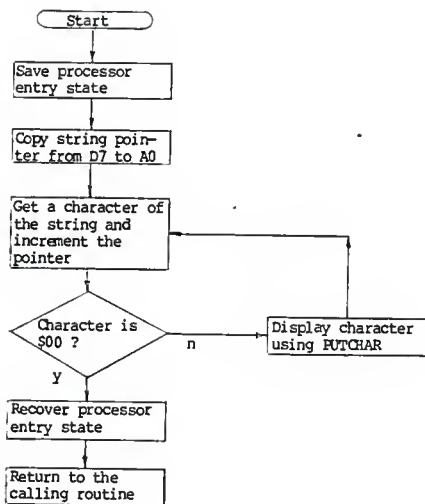 Start
Save processor
entry state
Copy string poin-
ter from D7 to A0
Get a character of
the string and
increment the
pointer
Character is
$00 ?
n
Display character
using PUTCHAR
y
Recover processor
entry state
Return to the
calling routine